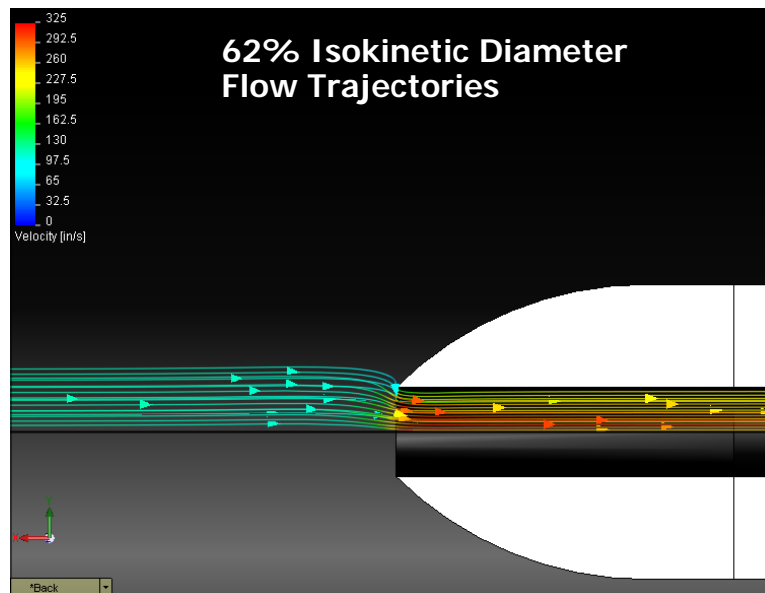 325
292.5
260
227.5
195
162.5
130
97.5
65
32.5
0
Velocity [in/s]
62% Isokinetic Diameter
Flow Trajectories
Y
X
*Back